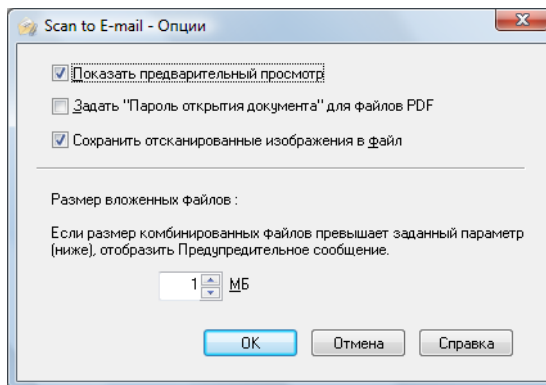 Scan to E-mail - Опции
Показать предварительный просмотр
Задать "Пароль открытия документа" для файлов PDF
Сохранить отсканированные изображения в файл
Размер вложенных файлов :
Если размер комбинированных файлов превышает заданный параметр
(ниже), отобразить Предупредительное сообщение.
1 МБ
OK Отмена Справка